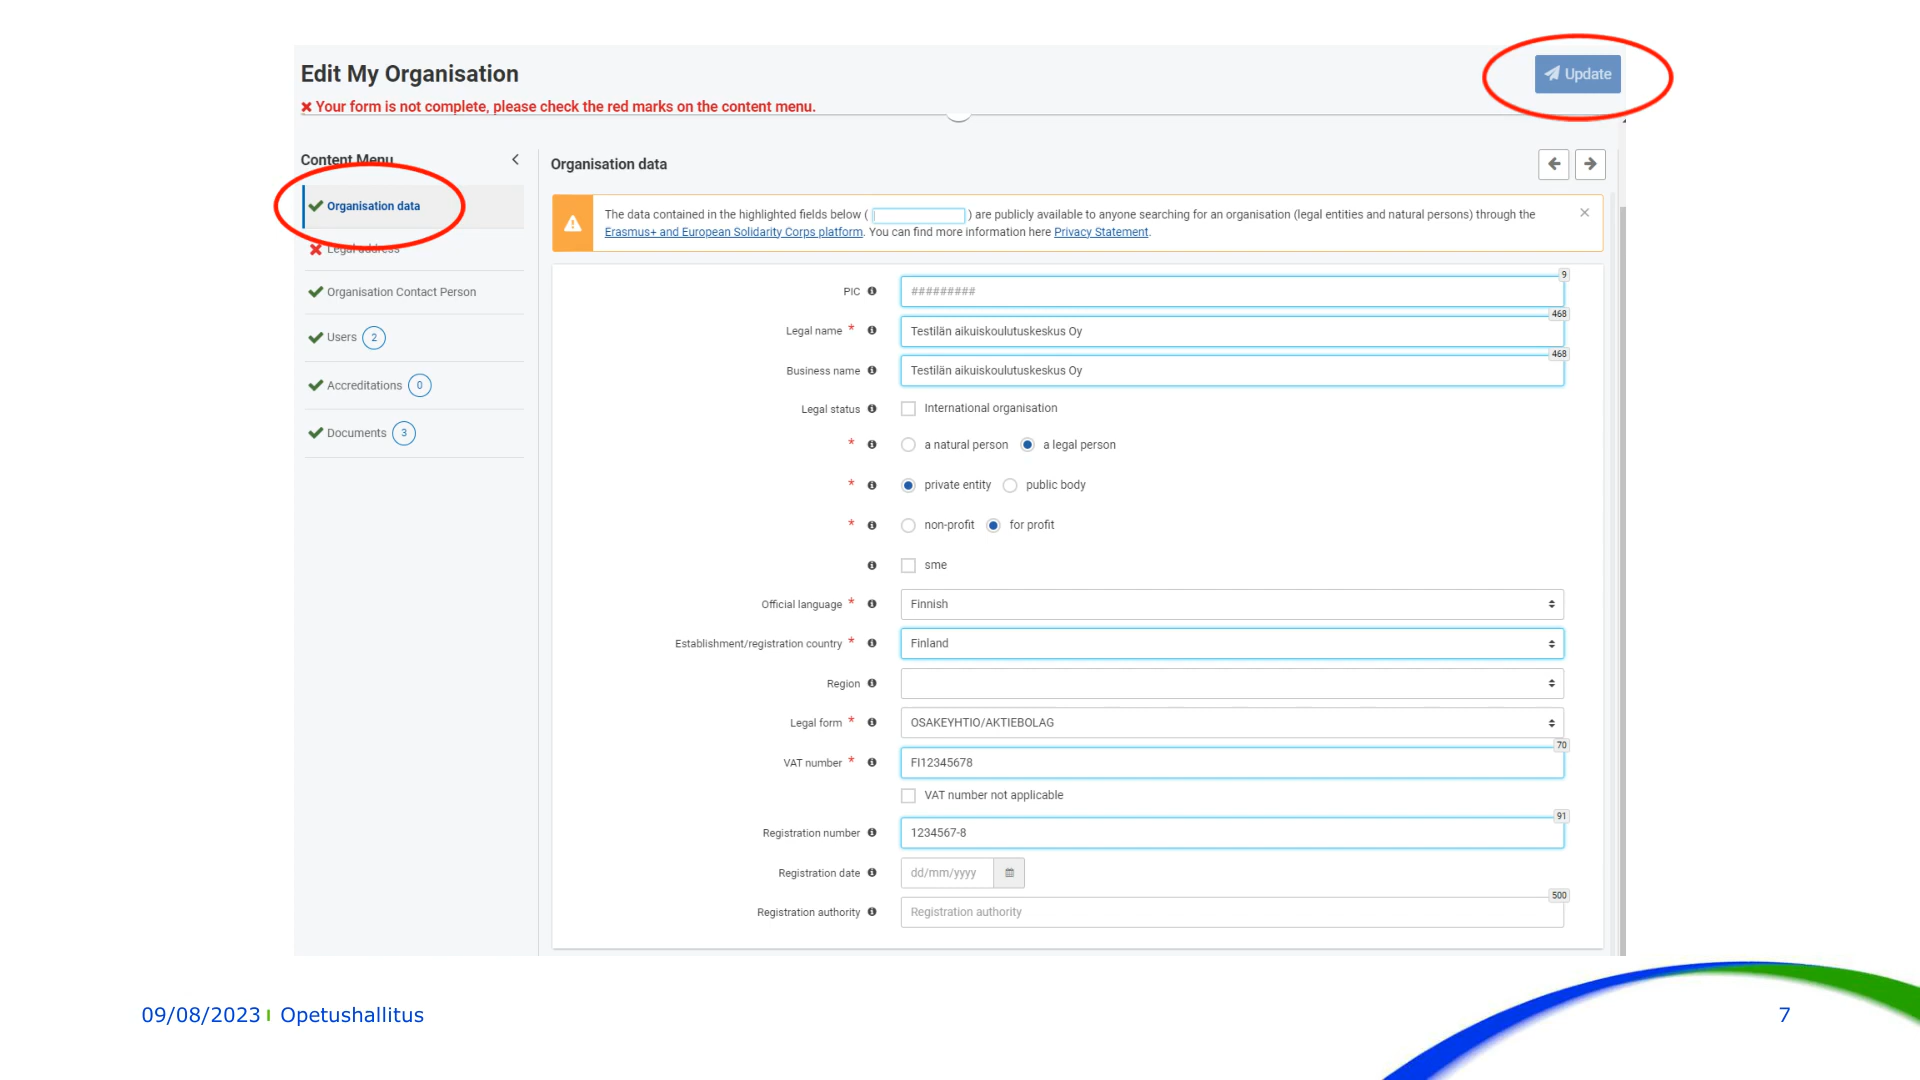 Edit My Organisation
Update
Your form is not complete, please check the red marks on the content menu.
Content Menu
Organisation data
Legal address
Organisation Contact Person
Users 2
Accreditations 0
Documents 3
Organisation data
The data contained in the highlighted fields below ( ) are publicly available to anyone searching for an organisation (legal entities and natural persons) through the
Erasmus+ and European Solidarity Corps platform. You can find more information here Privacy Statement.
9
PIC #########
468
Legal name * Testilän aikuiskoulutuskeskus Oy
468
Business name Testilän aikuiskoulutuskeskus Oy
Legal status International organisation
* a natural person a legal person
* private entity public body
* non-profit for profit
sme
Official language * Finnish
Establishment/registration country * Finland
Region
Legal form * OSAKEYHTIO/AKTIEBOLAG
70
VAT number * FI12345678
VAT number not applicable
91
Registration number 1234567-8
Registration date dd/mm/yyyy
500
Registration authority Registration authority
09/08/2023 Opetushallitus
7